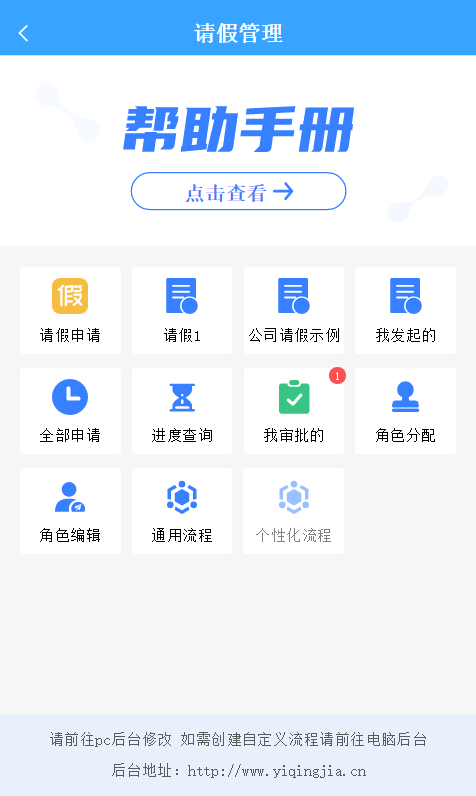 请假管理
帮助手册
点击查看
请假申请
请假1
公司请假示例
我发起的
1
全部申请
进度查询
我审批的
角色分配
角色编辑
通用流程
个性化流程
请前往pc后台修改 如需创建自定义流程请前往电脑后台
后台地址：http://www.yiqingjia.cn